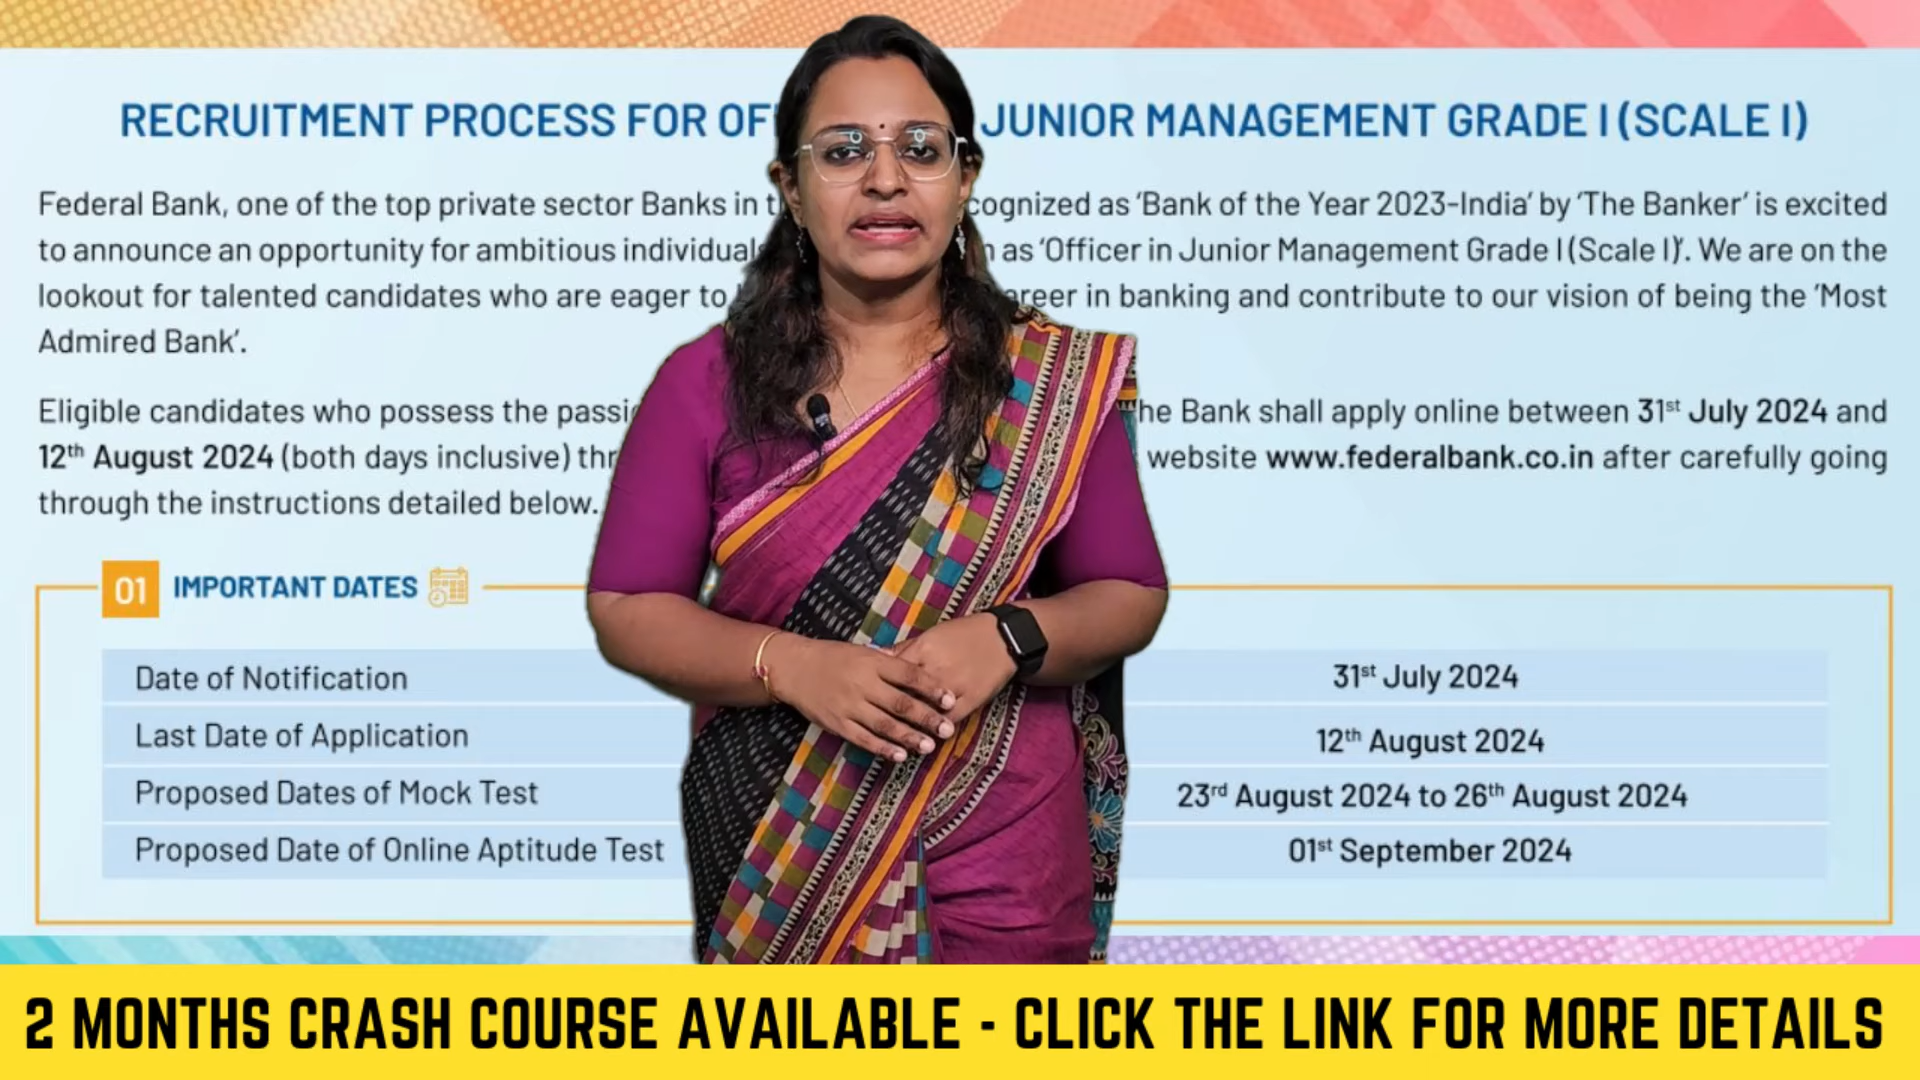 RECRUITMENT PROCESS FOR JUNIOR MANAGEMENT GRADE I (SCALE I)
Federal Bank, one of the top private sector Banks in as ‘Bank of the Year 2023-India’ by ‘The Banker’ is excited
to announce an opportunity for ambitious as ‘Officer in Junior Management Grade I (Scale I)’. We are on the
lookout for talented candidates who are eager to in banking and contribute to our vision of being the ‘Most
Admired Bank’.
Eligible candidates who possess the Bank shall apply online between 31st July 2024 and
12th August 2024 (both days inclusive) website www.federalbank.co.in after carefully going
through the instructions detailed below.
01 IMPORTANT DATES
Date of Notification 31st July 2024
Last Date of Application 12th August 2024
Proposed Dates of Mock Test 23rd August 2024 to 26th August 2024
Proposed Date of Online Aptitude Test 01st September 2024
2 MONTHS CRASH COURSE AVAILABLE - CLICK THE LINK FOR MORE DETAILS